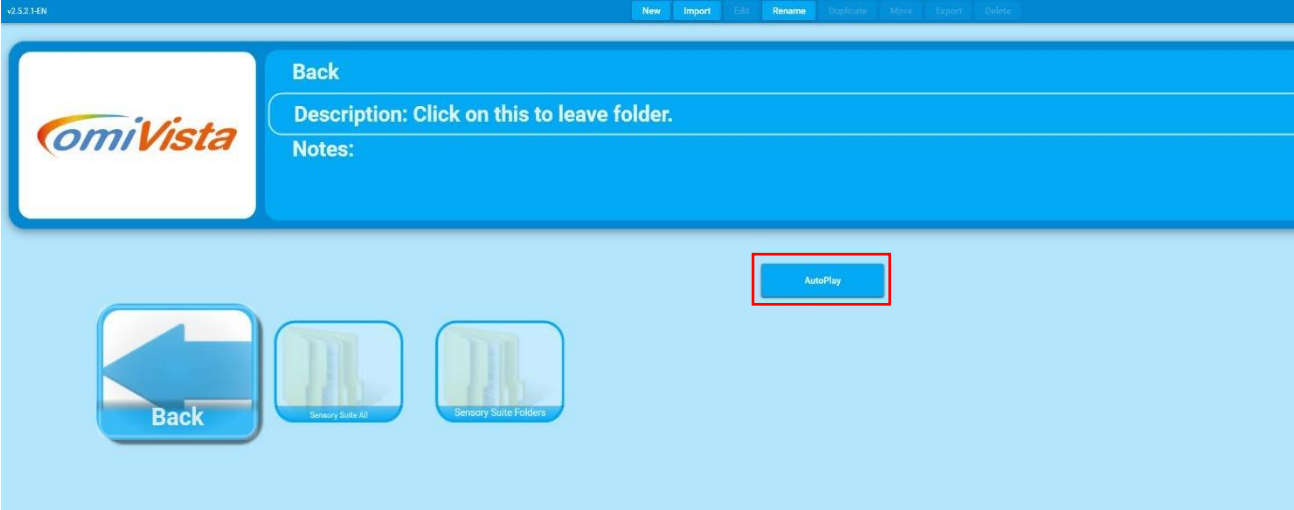 v2.5.2.1-EN
New Import Edit Rename Duplicate Move Export Delete
omiVista
Back
Description: Click on this to leave folder.
Notes:
AutoPlay
Back
Sensory Suite All
Sensory Suite Folders